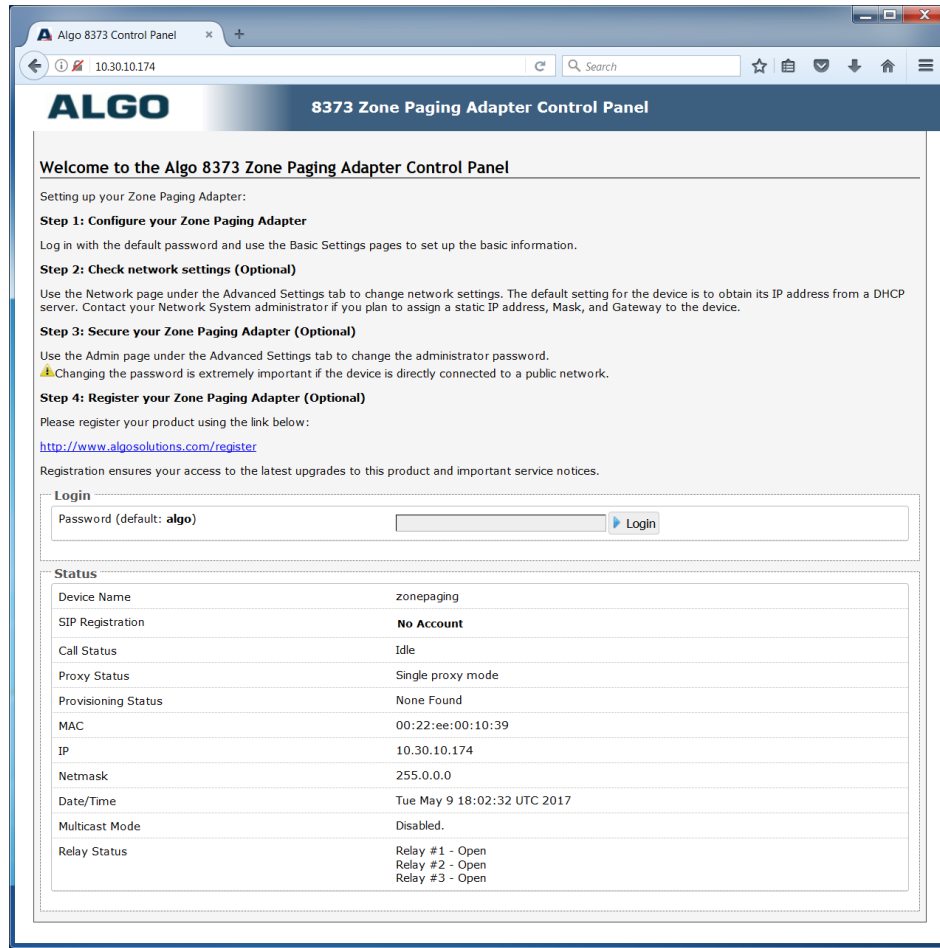 Algo 8373 Control Panel
10.30.10.174
Search
ALGO
8373 Zone Paging Adapter Control Panel
Welcome to the Algo 8373 Zone Paging Adapter Control Panel
Setting up your Zone Paging Adapter:
Step 1: Configure your Zone Paging Adapter
Log in with the default password and use the Basic Settings pages to set up the basic information.
Step 2: Check network settings (Optional)
Use the Network page under the Advanced Settings tab to change network settings. The default setting for the device is to obtain its IP address from a DHCP
server. Contact your Network System administrator if you plan to assign a static IP address, Mask, and Gateway to the device.
Step 3: Secure your Zone Paging Adapter (Optional)
Use the Admin page under the Advanced Settings tab to change the administrator password.
Changing the password is extremely important if the device is directly connected to a public network.
Step 4: Register your Zone Paging Adapter (Optional)
Please register your product using the link below:
http://www.algosolutions.com/register
Registration ensures your access to the latest upgrades to this product and important service notices.
Login
Password (default: algo)
Login
Status
Device Name zonepaging
SIP Registration No Account
Call Status Idle
Proxy Status Single proxy mode
Provisioning Status None Found
MAC 00:22:ee:00:10:39
IP 10.30.10.174
Netmask 255.0.0.0
Date/Time Tue May 9 18:02:32 UTC 2017
Multicast Mode Disabled.
Relay Status Relay #1 - Open
Relay #2 - Open
Relay #3 - Open